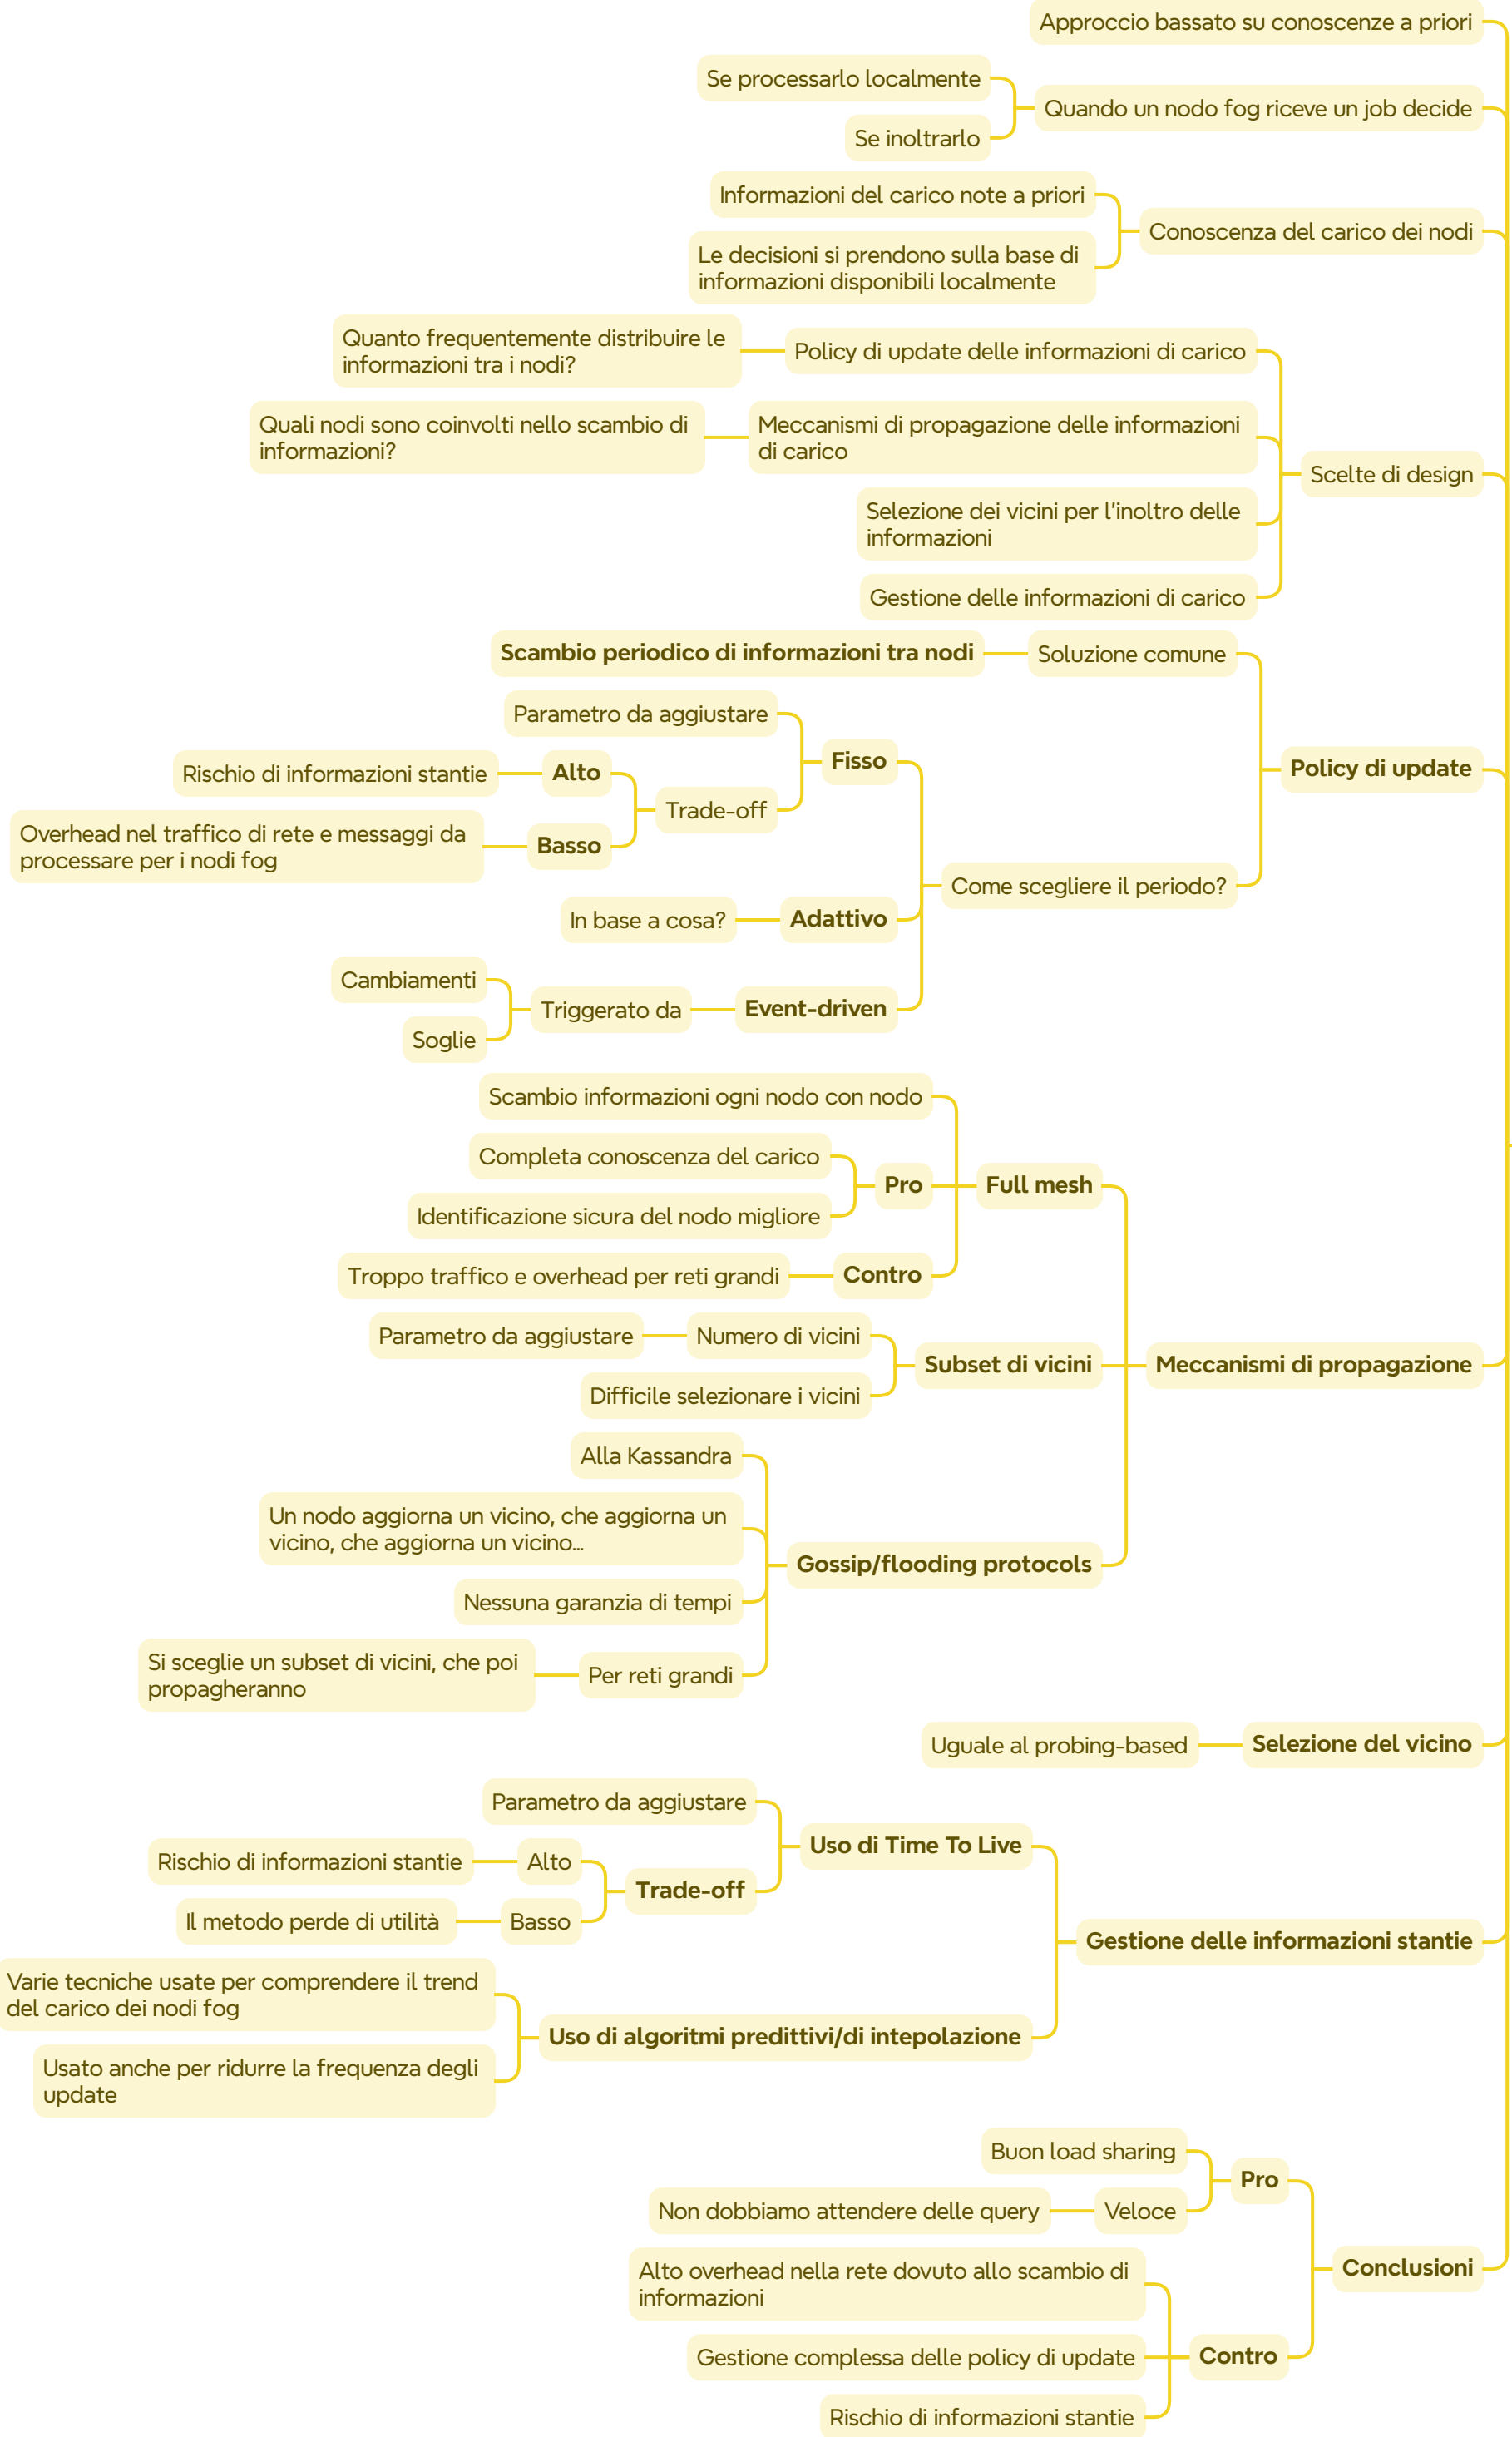 Approccio bassato su conoscenze a priori
Quando un nodo fog riceve un job decide
Se processarlo localmente
Se inoltrarlo
Conoscenza del carico dei nodi
Informazioni del carico note a priori
Le decisioni si prendono sulla base di
informazioni disponibili localmente
Scelte di design
Policy di update delle informazioni di carico
Quanto frequentemente distribuire le
informazioni tra i nodi?
Meccanismi di propagazione delle informazioni
di carico
Quali nodi sono coinvolti nello scambio di
informazioni?
Selezione dei vicini per l'inoltro delle
informazioni
Gestione delle informazioni di carico
Policy di update
Soluzione comune
Scambio periodico di informazioni tra nodi
Come scegliere il periodo?
Fisso
Parametro da aggiustare
Trade-off
Alto
Rischio di informazioni stantie
Basso
Overhead nel traffico di rete e messaggi da
processare per i nodi fog
Adattivo
In base a cosa?
Event-driven
Triggerato da
Cambiamenti
Soglie
Meccanismi di propagazione
Full mesh
Scambio informazioni ogni nodo con nodo
Pro
Completa conoscenza del carico
Identificazione sicura del nodo migliore
Contro
Troppo traffico e overhead per reti grandi
Subset di vicini
Numero di vicini
Parametro da aggiustare
Difficile selezionare i vicini
Gossip/flooding protocols
Alla Kassandra
Un nodo aggiorna un vicino, che aggiorna un
vicino, che aggiorna un vicino...
Nessuna garanzia di tempi
Per reti grandi
Si sceglie un subset di vicini, che poi
propagheranno
Selezione del vicino
Uguale al probing-based
Gestione delle informazioni stantie
Uso di Time To Live
Parametro da aggiustare
Trade-off
Alto
Rischio di informazioni stantie
Basso
Il metodo perde di utilità
Uso di algoritmi predittivi/di intepolazione
Varie tecniche usate per comprendere il trend
del carico dei nodi fog
Usato anche per ridurre la frequenza degli
update
Conclusioni
Pro
Buon load sharing
Veloce
Non dobbiamo attendere delle query
Contro
Alto overhead nella rete dovuto allo scambio di
informazioni
Gestione complessa delle policy di update
Rischio di informazioni stantie